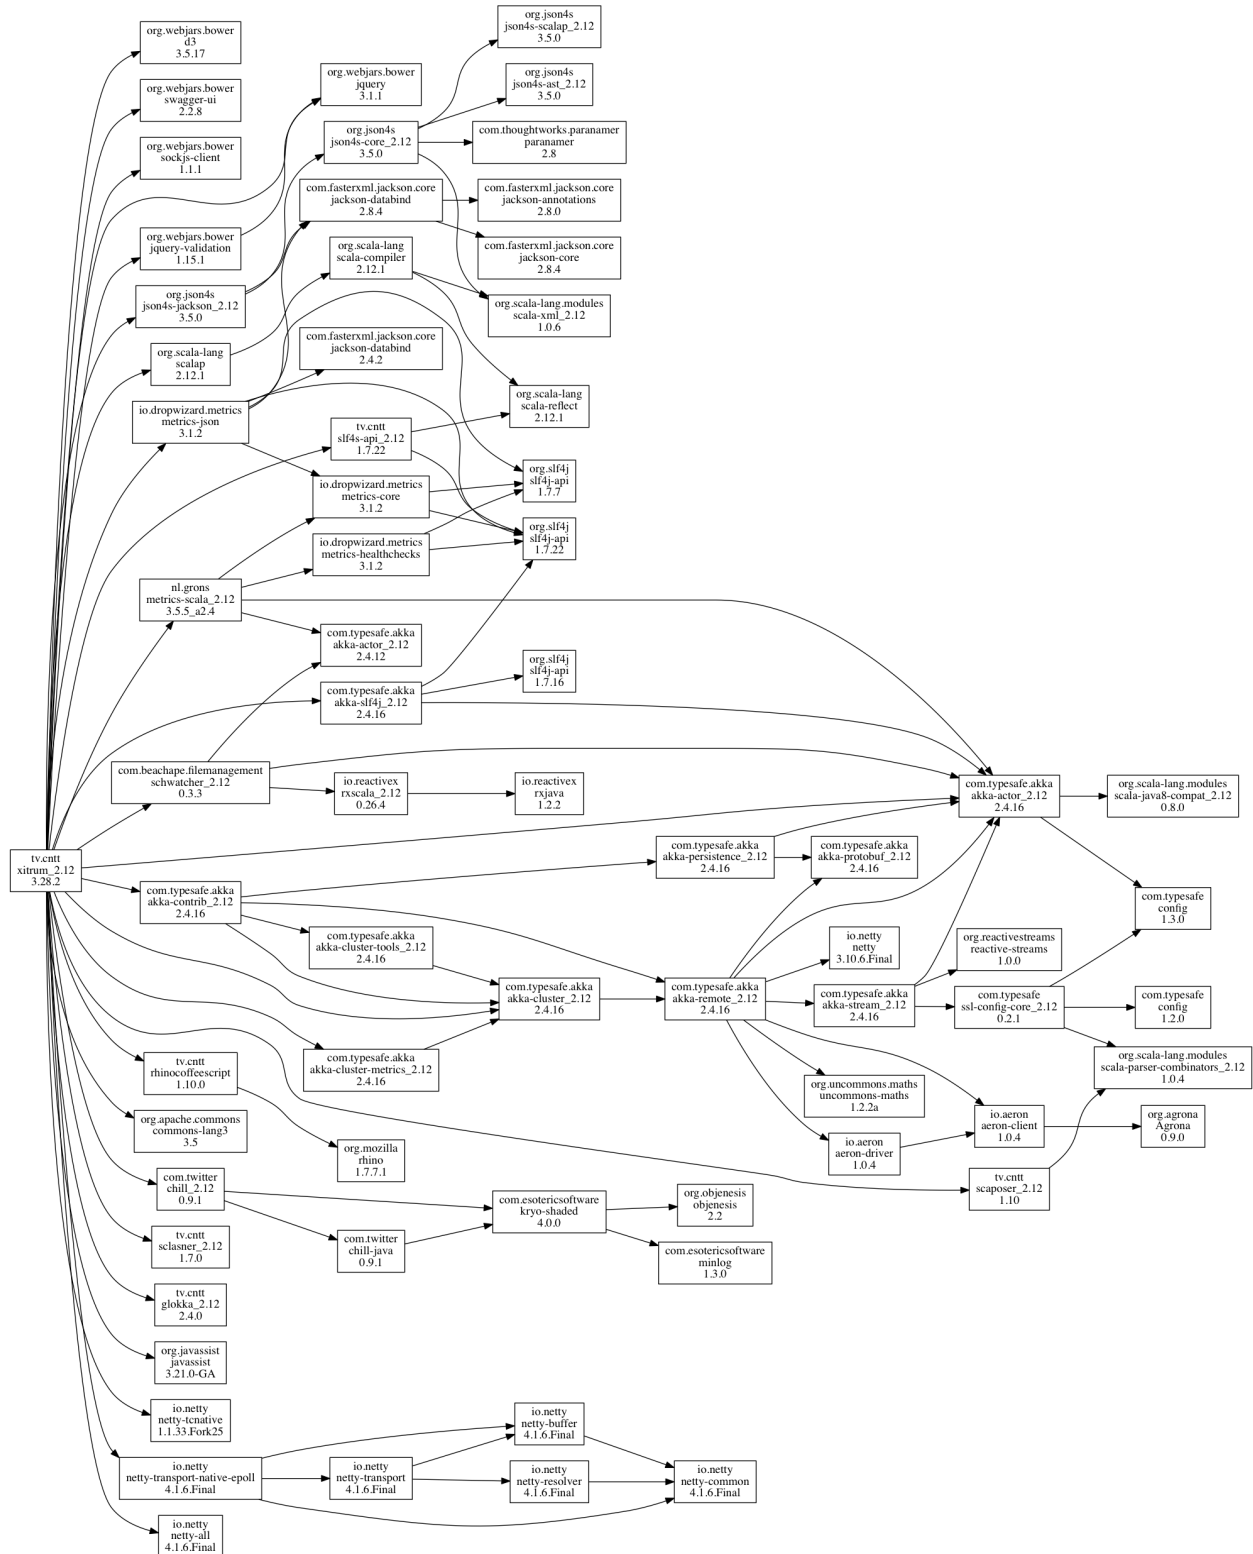 org.webjars.bower
d3
3.5.17
org.webjars.bower
swagger-ui
2.2.8
org.webjars.bower
sockjs-client
1.1.1
org.webjars.bower
jquery-validation
1.15.1
org.json4s
json4s-jackson_2.12
3.5.0
org.scala-lang
scalap
2.12.1
io.dropwizard.metrics
metrics-json
3.1.2
nl.grons
metrics-scala_2.12
3.5.5_a2.4
com.beachape.filemanagement
schwatcher_2.12
0.3.3
tv.cntt
xitrum_2.12
3.28.2
com.typesafe.akka
akka-contrib_2.12
2.4.16
tv.cntt
rhinocoffeescript
1.10.0
org.apache.commons
commons-lang3
3.5
com.twitter
chill_2.12
0.9.1
tv.cntt
sclasner_2.12
1.7.0
tv.cntt
glokka_2.12
2.4.0
org.javassist
javassist
3.21.0-GA
io.netty
netty-tcnative
1.1.33.Fork25
io.netty
netty-transport-native-epoll
4.1.6.Final
io.netty
netty-all
4.1.6.Final
org.webjars.bower
jquery
3.1.1
org.json4s
json4s-core_2.12
3.5.0
com.fasterxml.jackson.core
jackson-databind
2.8.4
org.scala-lang
scala-compiler
2.12.1
com.fasterxml.jackson.core
jackson-databind
2.4.2
tv.cntt
slf4s-api_2.12
1.7.22
io.dropwizard.metrics
metrics-core
3.1.2
io.dropwizard.metrics
metrics-healthchecks
3.1.2
com.typesafe.akka
akka-actor_2.12
2.4.12
com.typesafe.akka
akka-slf4j_2.12
2.4.16
io.reactivex
rxscala_2.12
0.26.4
com.typesafe.akka
akka-cluster-tools_2.12
2.4.16
com.typesafe.akka
akka-cluster-metrics_2.12
2.4.16
org.mozilla
rhino
1.7.7.1
com.twitter
chill-java
0.9.1
io.netty
netty-transport
4.1.6.Final
org.json4s
json4s-scalap_2.12
3.5.0
org.json4s
json4s-ast_2.12
3.5.0
com.thoughtworks.paranamer
paranamer
2.8
com.fasterxml.jackson.core
jackson-annotations
2.8.0
com.fasterxml.jackson.core
jackson-core
2.8.4
org.scala-lang.modules
scala-xml_2.12
1.0.6
org.scala-lang
scala-reflect
2.12.1
org.slf4j
slf4j-api
1.7.7
org.slf4j
slf4j-api
1.7.22
org.slf4j
slf4j-api
1.7.16
io.reactivex
rxjava
1.2.2
com.typesafe.akka
akka-cluster_2.12
2.4.16
com.esotericsoftware
kryo-shaded
4.0.0
io.netty
netty-buffer
4.1.6.Final
io.netty
netty-resolver
4.1.6.Final
com.typesafe.akka
akka-persistence_2.12
2.4.16
com.typesafe.akka
akka-remote_2.12
2.4.16
org.objenesis
objenesis
2.2
com.esotericsoftware
minlog
1.3.0
io.netty
netty-common
4.1.6.Final
com.typesafe.akka
akka-protobuf_2.12
2.4.16
io.netty
netty
3.10.6.Final
com.typesafe.akka
akka-stream_2.12
2.4.16
org.uncommons.maths
uncommons-maths
1.2.2a
io.aeron
aeron-driver
1.0.4
com.typesafe.akka
akka-actor_2.12
2.4.16
org.reactivestreams
reactive-streams
1.0.0
com.typesafe
ssl-config-core_2.12
0.2.1
io.aeron
aeron-client
1.0.4
tv.cntt
scaposer_2.12
1.10
org.scala-lang.modules
scala-java8-compat_2.12
0.8.0
com.typesafe
config
1.3.0
com.typesafe
config
1.2.0
org.scala-lang.modules
scala-parser-combinators_2.12
1.0.4
org.agrona
Agrona
0.9.0